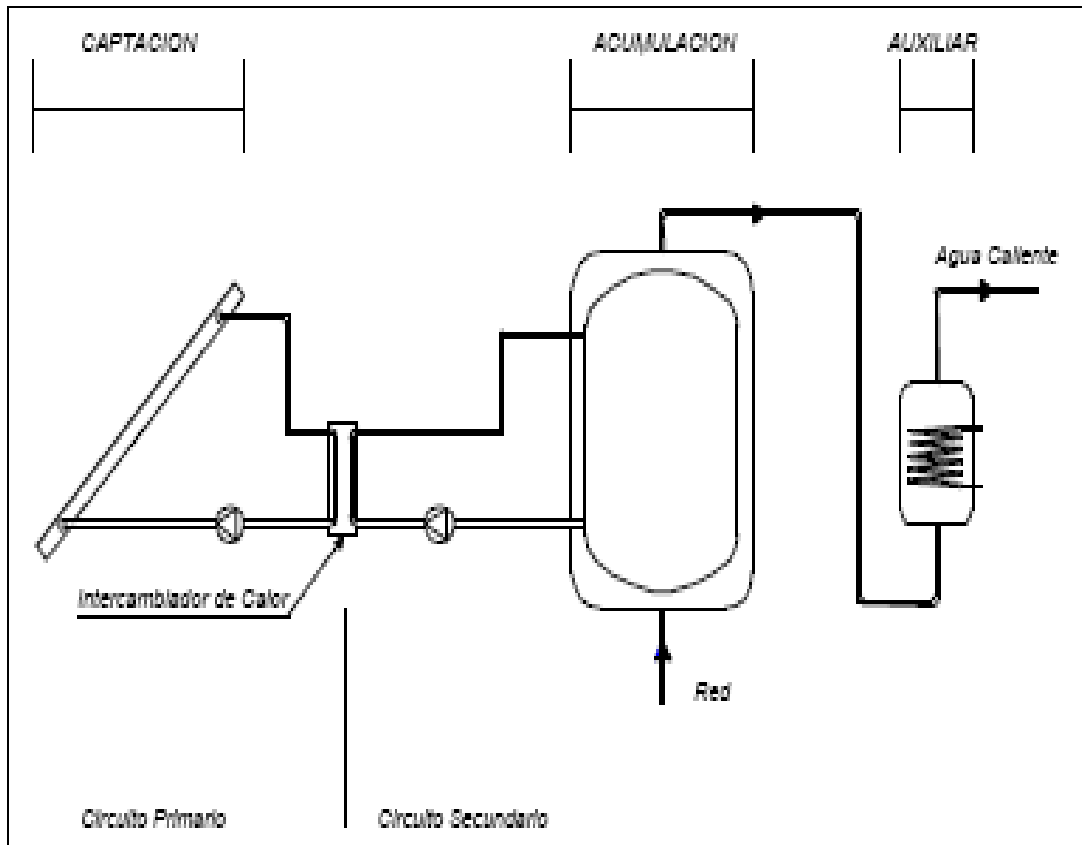 CAPTACION
ACUMULACION
AUXILIAR
Agua Caliente
Intercambiador de Calor
Red
Circuito Primario
Circuito Secundario